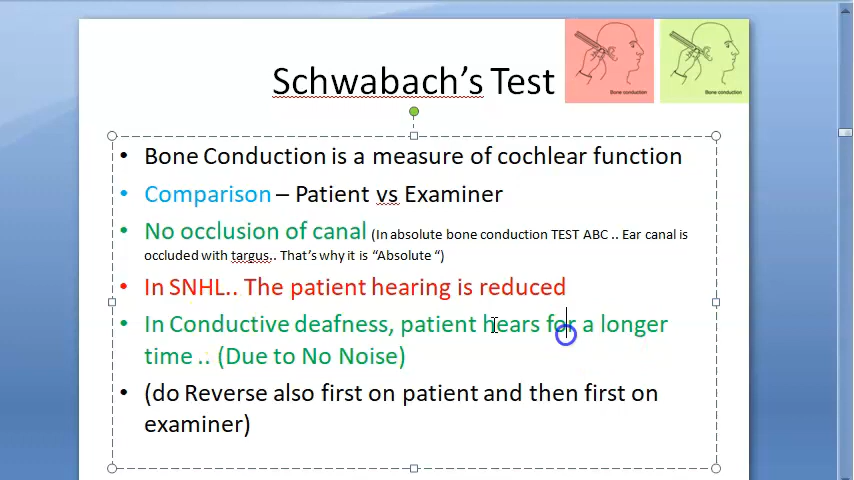 Schwabach's Test
Bone conduction
Bone conduction
• Bone Conduction is a measure of cochlear function
• Comparison – Patient vs Examiner
• No occlusion of canal (In absolute bone conduction TEST ABC .. Ear canal is
occluded with targus.. That's why it is "Absolute ")
• In SNHL.. The patient hearing is reduced
• In Conductive deafness, patient hears for a longer
time .. (Due to No Noise)
• (do Reverse also first on patient and then first on
examiner)